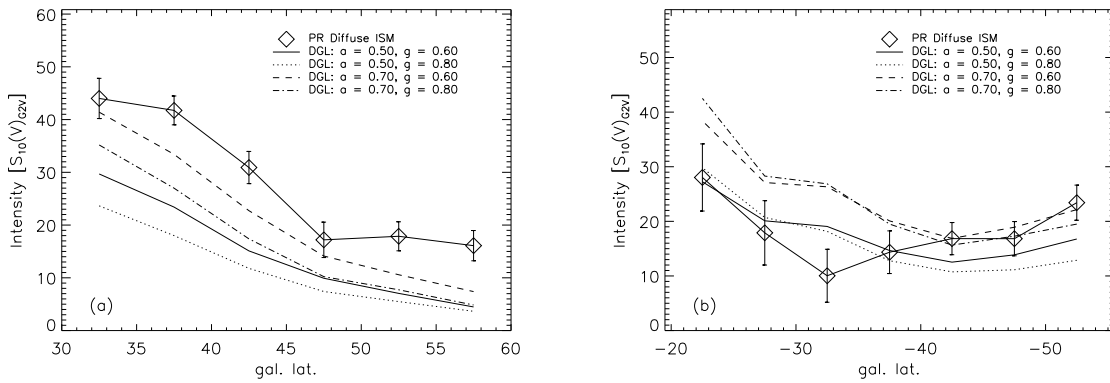 PR Diffuse ISM
DGL: a = 0.50, g = 0.60
DGL: a = 0.50, g = 0.80
DGL: a = 0.70, g = 0.60
DGL: a = 0.70, g = 0.80
Intensity [S10(V)G2V]
60
50
40
30
20
10
0
(a)
30 35 40 45 50 55 60
gal. lat.
PR Diffuse ISM
DGL: a = 0.50, g = 0.60
DGL: a = 0.50, g = 0.80
DGL: a = 0.70, g = 0.60
DGL: a = 0.70, g = 0.80
Intensity [S10(V)G2V]
50
40
30
20
10
0
(b)
−20 −30 −40 −50
gal. lat.